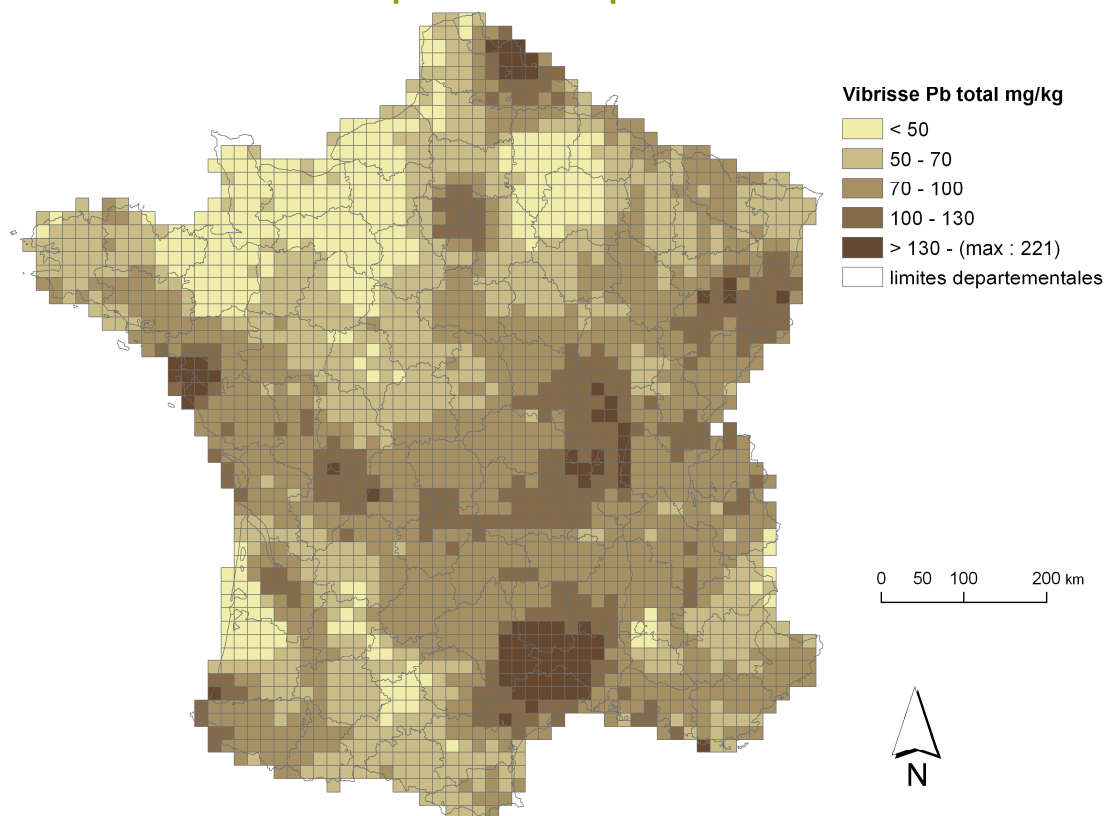 Vibrisse Pb total mg/kg
< 50
50 - 70
70 - 100
100 - 130
> 130 - (max : 221)
limites departementales
0 50 100 200 km
N